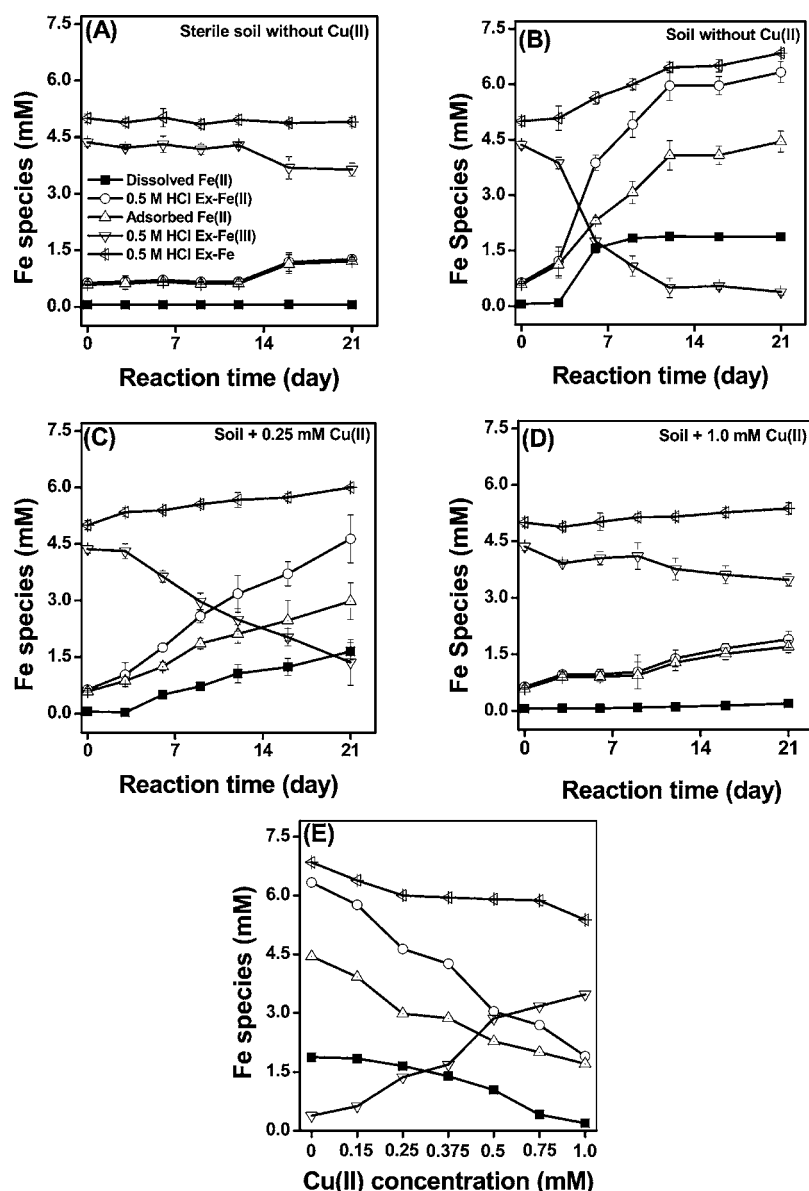 (A)
Sterile soil without Cu(II)
7.5
6.0
4.5
3.0
1.5
0.0
Fe species (mM)
Dissolved Fe(II)
0.5 M HCl Ex-Fe(II)
Adsorbed Fe(II)
0.5 M HCl Ex-Fe(III)
0.5 M HCl Ex-Fe
0 7 14 21
Reaction time (day)
(B)
Soil without Cu(II)
7.5
6.0
4.5
3.0
1.5
0.0
Fe Species (mM)
0 7 14 21
Reaction time (day)
(C)
Soil + 0.25 mM Cu(II)
7.5
6.0
4.5
3.0
1.5
0.0
Fe species (mM)
0 7 14 21
Reaction time (day)
(D)
Soil + 1.0 mM Cu(II)
7.5
6.0
4.5
3.0
1.5
0.0
Fe Species (mM)
0 7 14 21
Reaction time (day)
(E)
7.5
6.0
4.5
3.0
1.5
0.0
Fe species (mM)
0 0.15 0.25 0.375 0.5 0.75 1.0
Cu(II) concentration (mM)